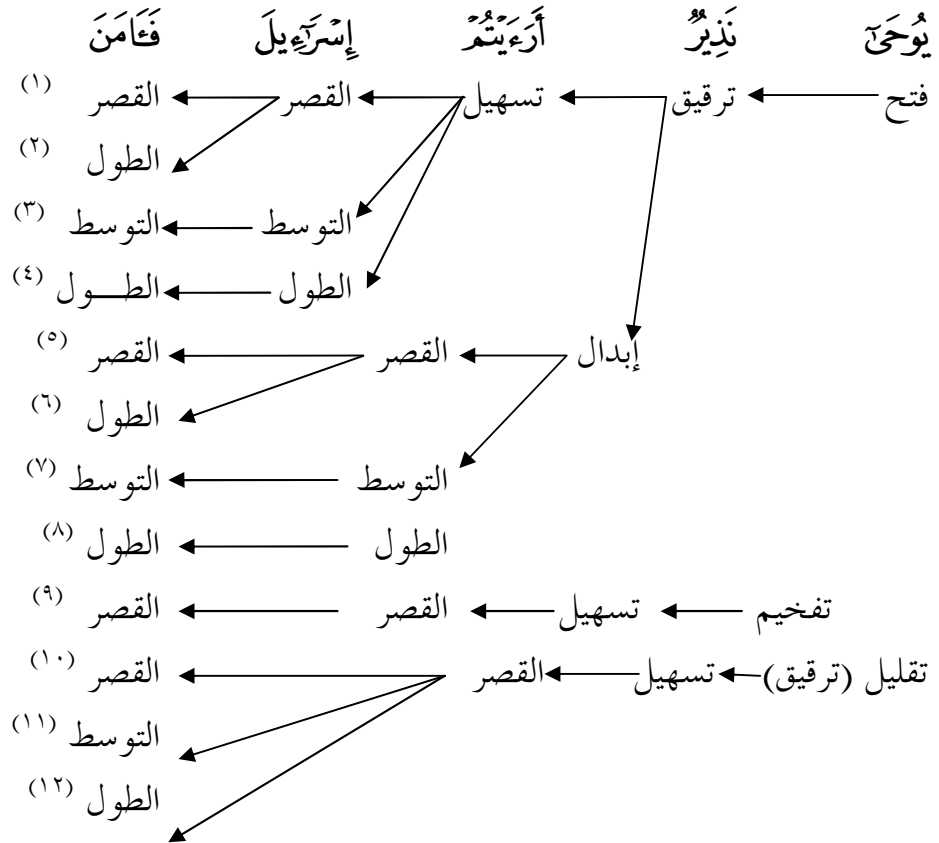 يُوحَىٰٓ نَذِيرٞ أَرَءَيۡتُمۡ إِسۡرَٰٓءِيلَ فَـَٔامَنَ
فتح ترقيق تسهيل القصر القصر (١)
الطول (٢)
التوسط التوسط (٣)
الطول الطـــول (٤)
إبدال القصر القصر (٥)
الطول (٦)
التوسط التوسط (٧)
الطول الطول (٨)
تفخيم تسهيل القصر القصر (٩)
تقليل (ترقيق) تسهيل القصر القصر (١٠)
التوسط (١١)
الطول (١٢)